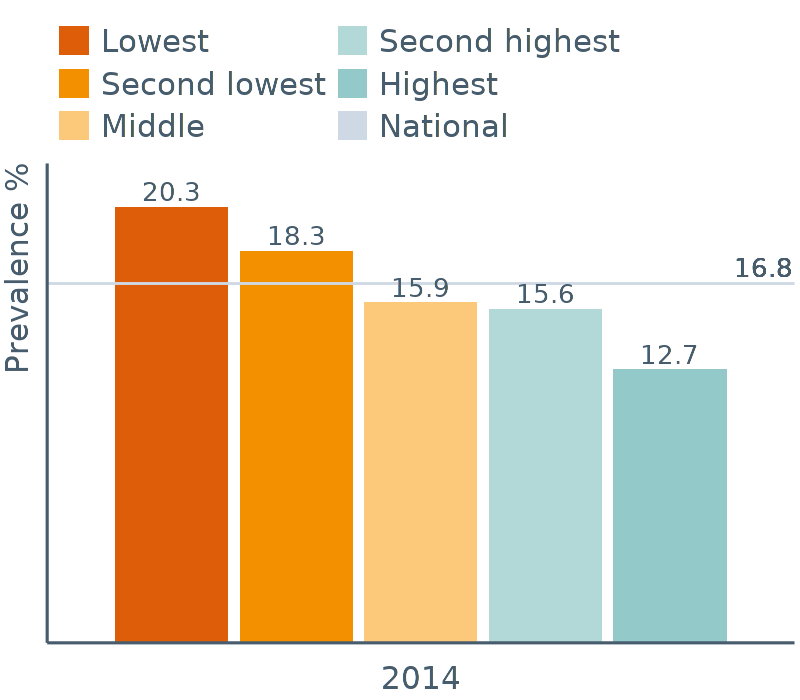 Lowest
Second lowest
Middle
Second highest
Highest
National
Prevalence %
20.3
18.3
15.9
15.6
12.7
16.8
2014